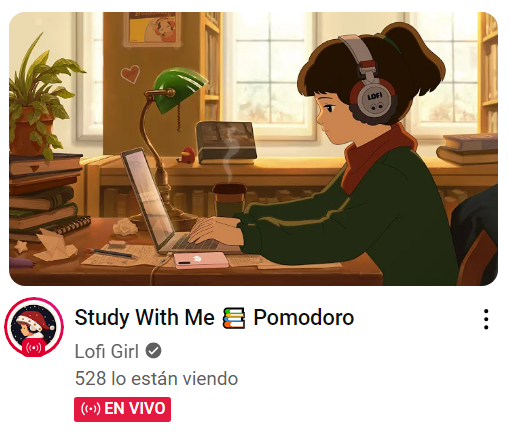 LOFI
Study With Me 📚 Pomodoro
Lofi Girl
528 lo están viendo
EN VIVO